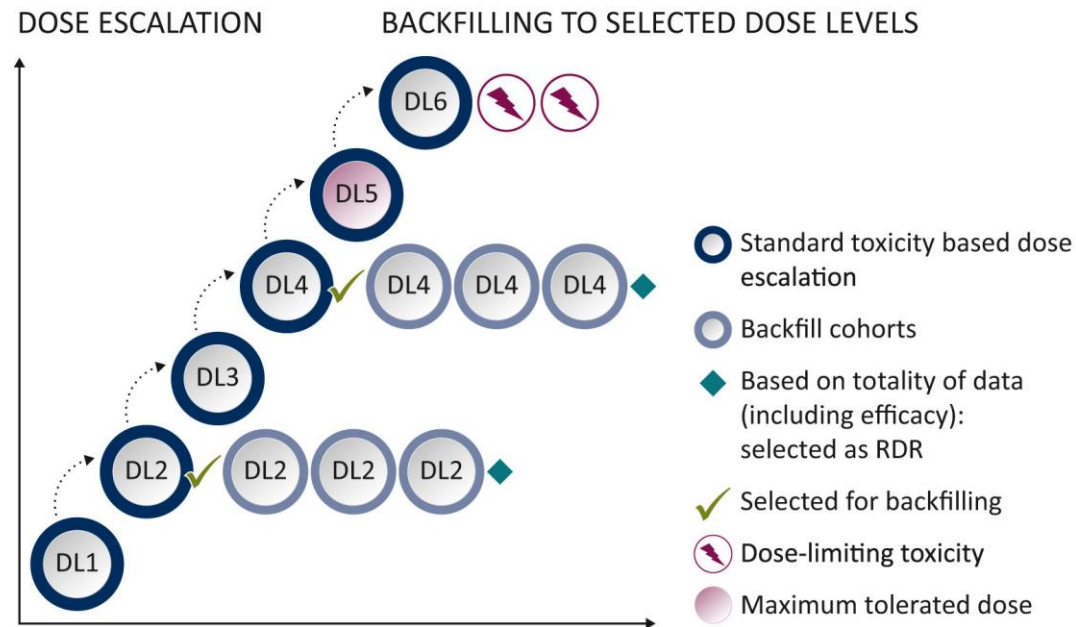 DOSE ESCALATION
BACKFILLING TO SELECTED DOSE LEVELS
DL6
DL5
DL4 DL4 DL4 DL4
DL3
DL2 DL2 DL2 DL2
DL1
Standard toxicity based dose
escalation
Backfill cohorts
Based on totality of data
(including efficacy):
selected as RDR
Selected for backfilling
Dose-limiting toxicity
Maximum tolerated dose